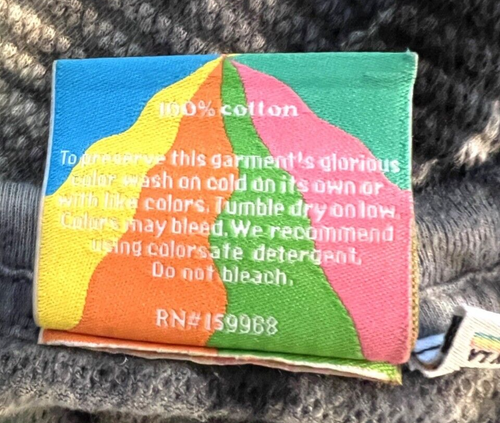 100% cotton
To preserve this garment's glorious
color wash on cold on its own or
with like colors. Tumble dry on low.
Colors may bleed. We recommend
using colorsafe detergent.
Do not bleach.
RN#159968